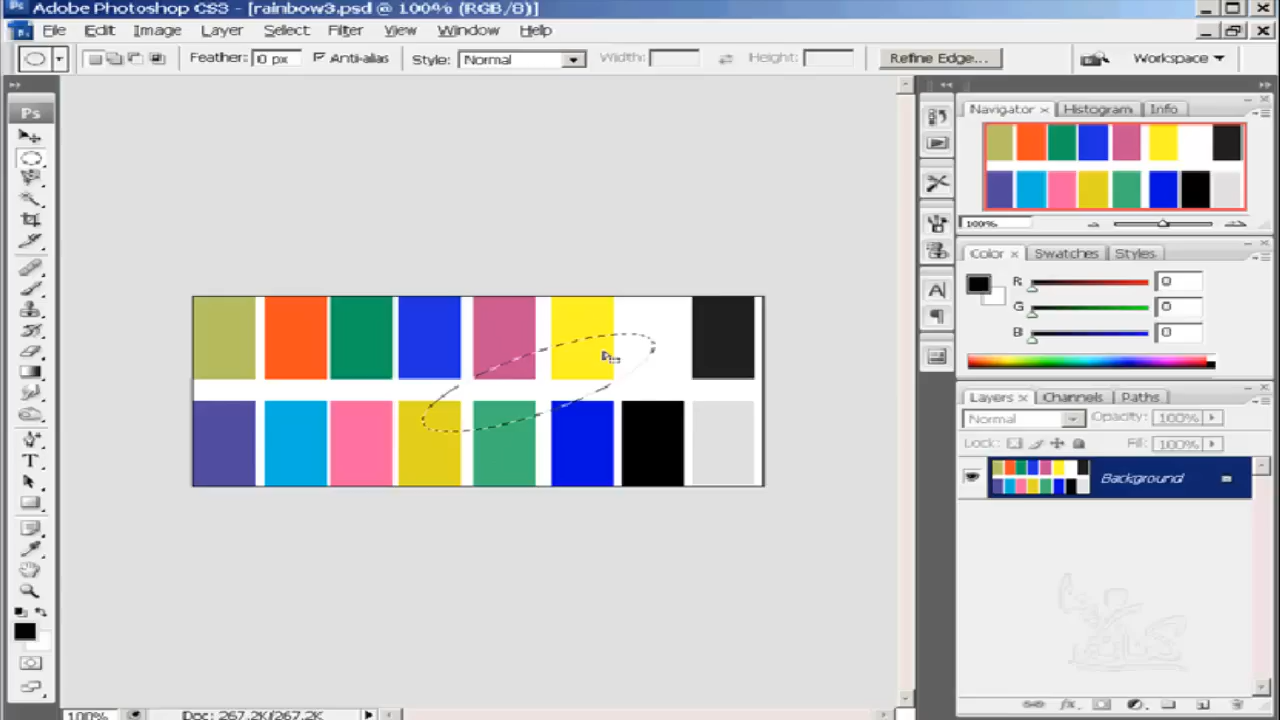 Adobe Photoshop CS3 - [rainbow3.psd @ 100% (RGB/8)]
File Edit Image Layer Select Filter View Window Help
Feather: 0 px Anti-alias Style: Normal Width: Height: Refine Edge... Workspace
Ps
Navigator Histogram Info
100%
Color Swatches Styles
R 0
G 0
B 0
Layers Channels Paths
Normal Opacity: 100%
Lock: Fill: 100%
Background
100% Doc: 267.2K/267.2K